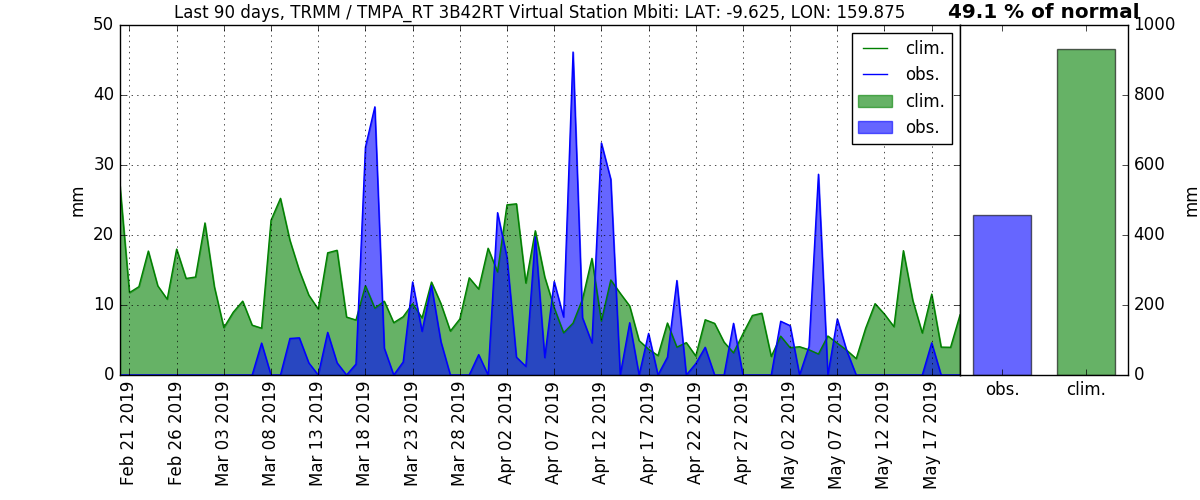 Last 90 days, TRMM / TMPA_RT 3B42RT Virtual Station Mbiti: LAT: -9.625, LON: 159.875
49.1 % of normal
50
40
30
20
10
0
mm
clim.
obs.
clim.
obs.
1000
800
600
400
200
0
mm
Feb 21 2019
Feb 26 2019
Mar 03 2019
Mar 08 2019
Mar 13 2019
Mar 18 2019
Mar 23 2019
Mar 28 2019
Apr 02 2019
Apr 07 2019
Apr 12 2019
Apr 17 2019
Apr 22 2019
Apr 27 2019
May 02 2019
May 07 2019
May 12 2019
May 17 2019
obs.
clim.